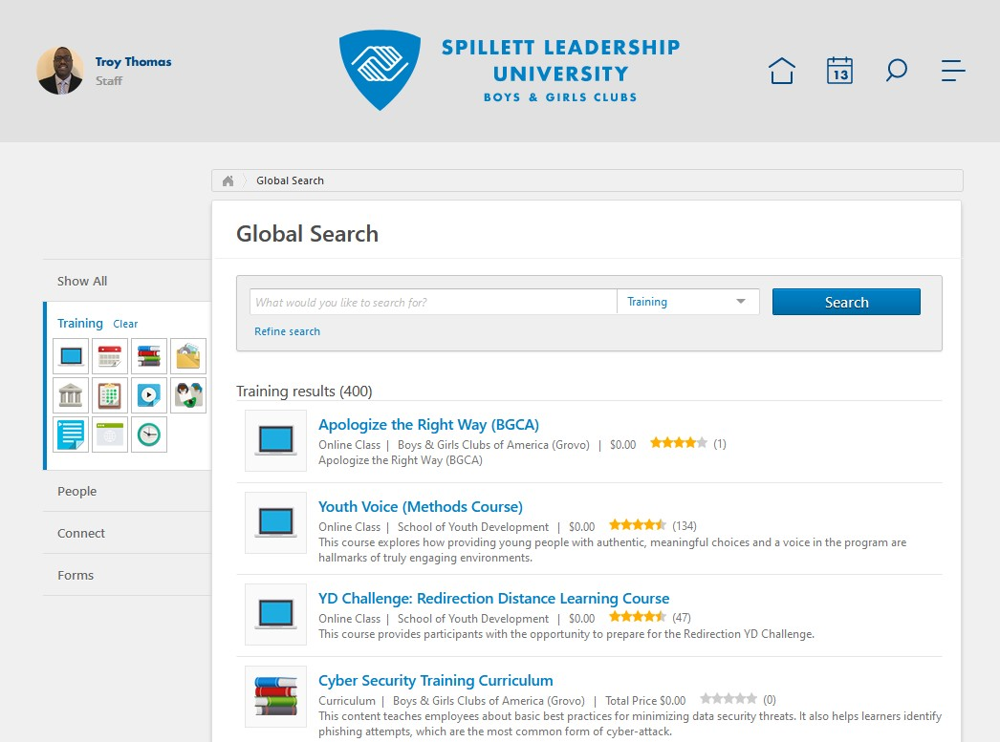 Troy Thomas
Staff
SPILLETT LEADERSHIP
UNIVERSITY
BOYS & GIRLS CLUBS
13
Global Search
Global Search
Show All
What would you like to search for?
Training
Search
Refine search
Training Clear
People
Connect
Forms
Training results (400)
Apologize the Right Way (BGCA)
Online Class | Boys & Girls Clubs of America (Grovo) | $0.00 (1)
Apologize the Right Way (BGCA)
Youth Voice (Methods Course)
Online Class | School of Youth Development | $0.00 (134)
This course explores how providing young people with authentic, meaningful choices and a voice in the program are
hallmarks of truly engaging environments.
YD Challenge: Redirection Distance Learning Course
Online Class | School of Youth Development | $0.00 (47)
This course provides participants with the opportunity to prepare for the Redirection YD Challenge.
Cyber Security Training Curriculum
Curriculum | Boys & Girls Clubs of America (Grovo) | Total Price $0.00 (0)
This content teaches employees about basic best practices for minimizing data security threats. It also helps learners identify
phishing attempts, which are the most common form of cyber-attack.